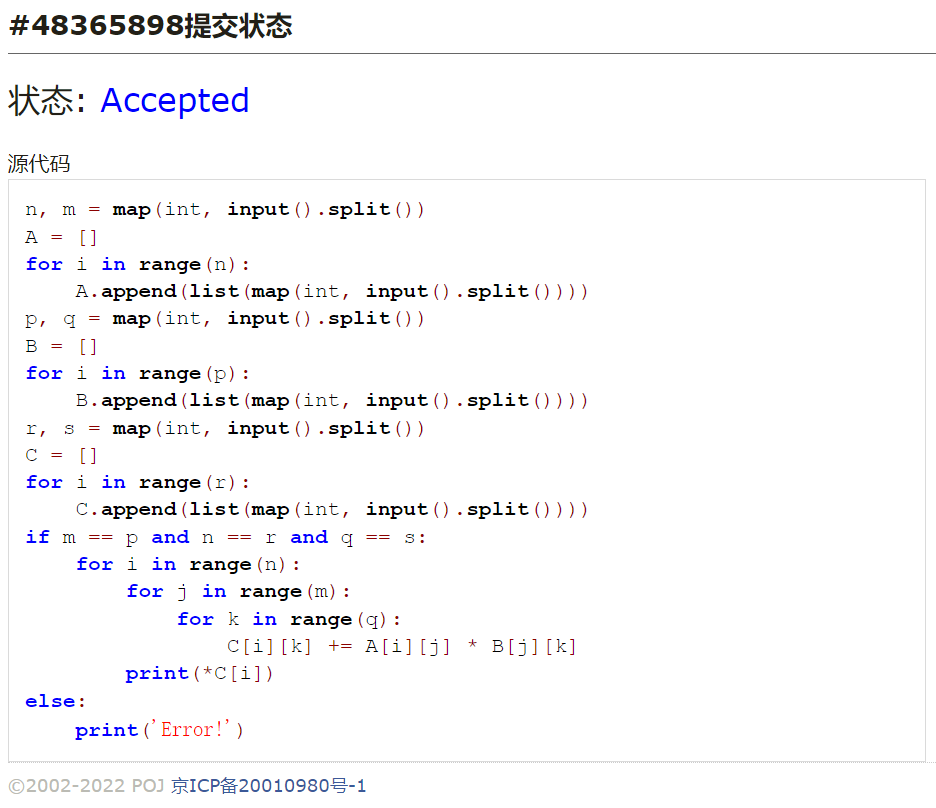 #48365898提交状态
状态: Accepted
源代码
n, m = map(int, input().split())
A = []
for i in range(n):
    A.append(list(map(int, input().split())))
p, q = map(int, input().split())
B = []
for i in range(p):
    B.append(list(map(int, input().split())))
r, s = map(int, input().split())
C = []
for i in range(r):
    C.append(list(map(int, input().split())))
if m == p and n == r and q == s:
    for i in range(n):
        for j in range(m):
            for k in range(q):
                C[i][k] += A[i][j] * B[j][k]
        print(*C[i])
else:
    print('Error!')
©2002-2022 POJ 京ICP备20010980号-1